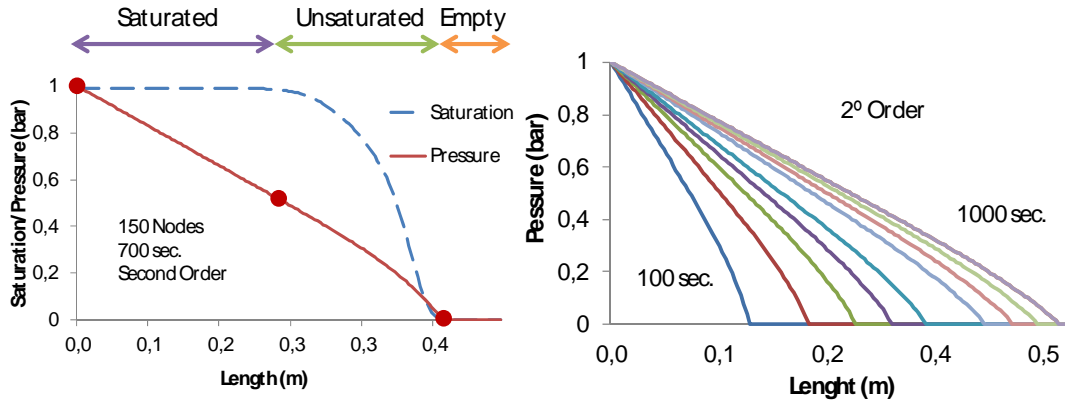 Saturated Unsaturated Empty
1
0,8
0,6
0,4
0,2
0
Saturation/ Pressure (bar)
Saturation
Pressure
150 Nodes
700 sec.
Second Order
0,0 0,1 0,2 0,3 0,3 0,4
Length (m)
1
0,8
0,6
0,4
0,2
0
Pessure (bar)
2º Order
1000 sec.
100 sec.
0,0 0,1 0,2 0,4 0,5
Lenght (m)